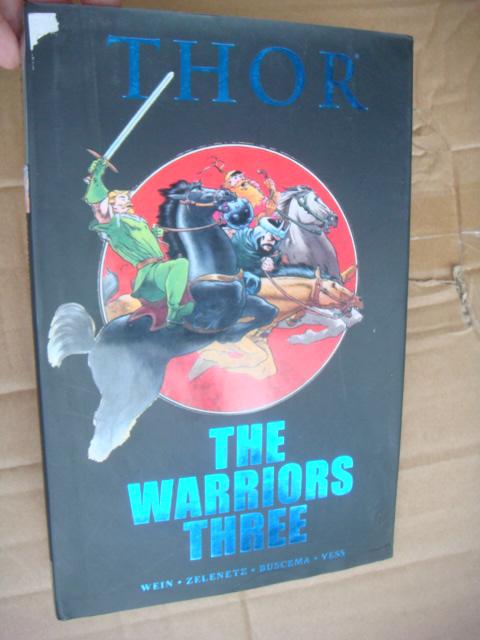 THOR
THE
WARRIORS
THREE
WEIN • ZELENETZ • BUSCEMA • VESS